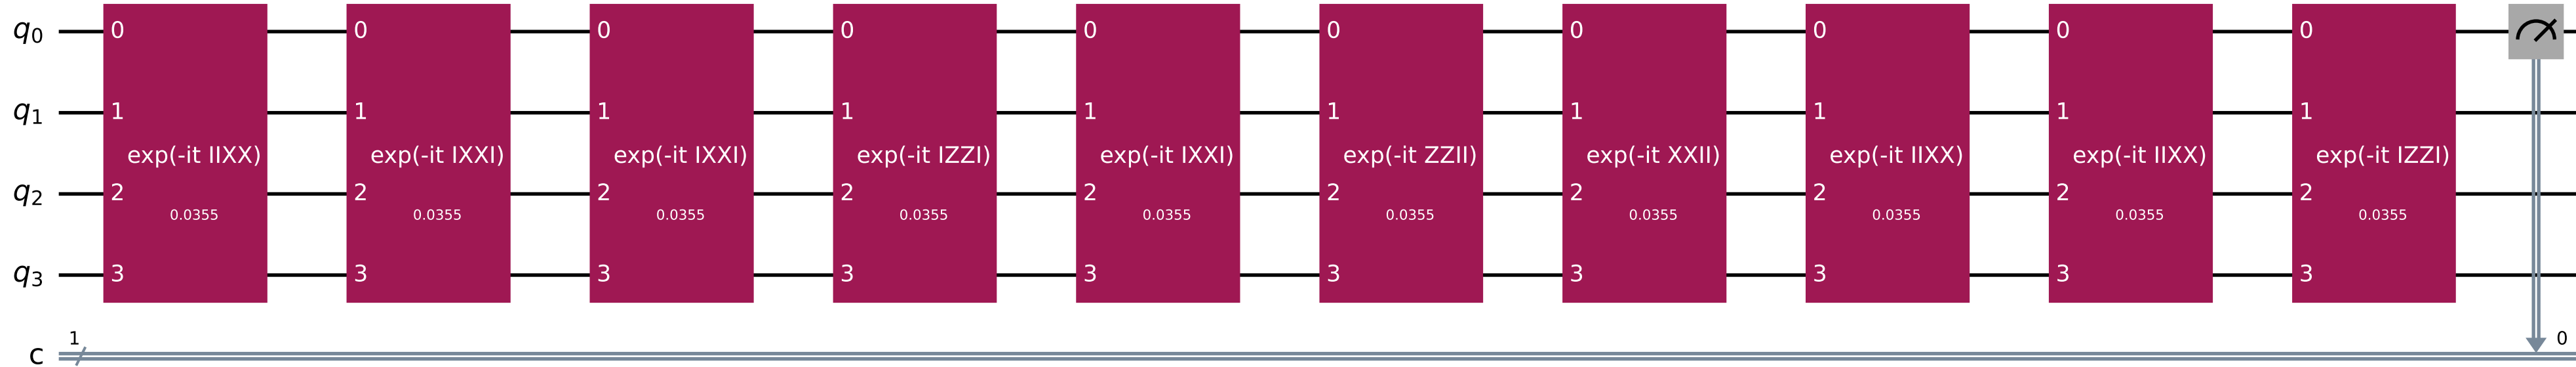 q0 0 0 0 0 0 0 0 0 0 0
q1 1 1 1 1 1 1 1 1 1 1
exp(-it IIXX) exp(-it IXXI) exp(-it IXXI) exp(-it IZZI) exp(-it IXXI) exp(-it ZZII) exp(-it XXII) exp(-it IIXX) exp(-it IIXX) exp(-it IZZI)
q2 2 2 2 2 2 2 2 2 2 2
0.0355 0.0355 0.0355 0.0355 0.0355 0.0355 0.0355 0.0355 0.0355 0.0355
q3 3 3 3 3 3 3 3 3 3 3
1 0
c